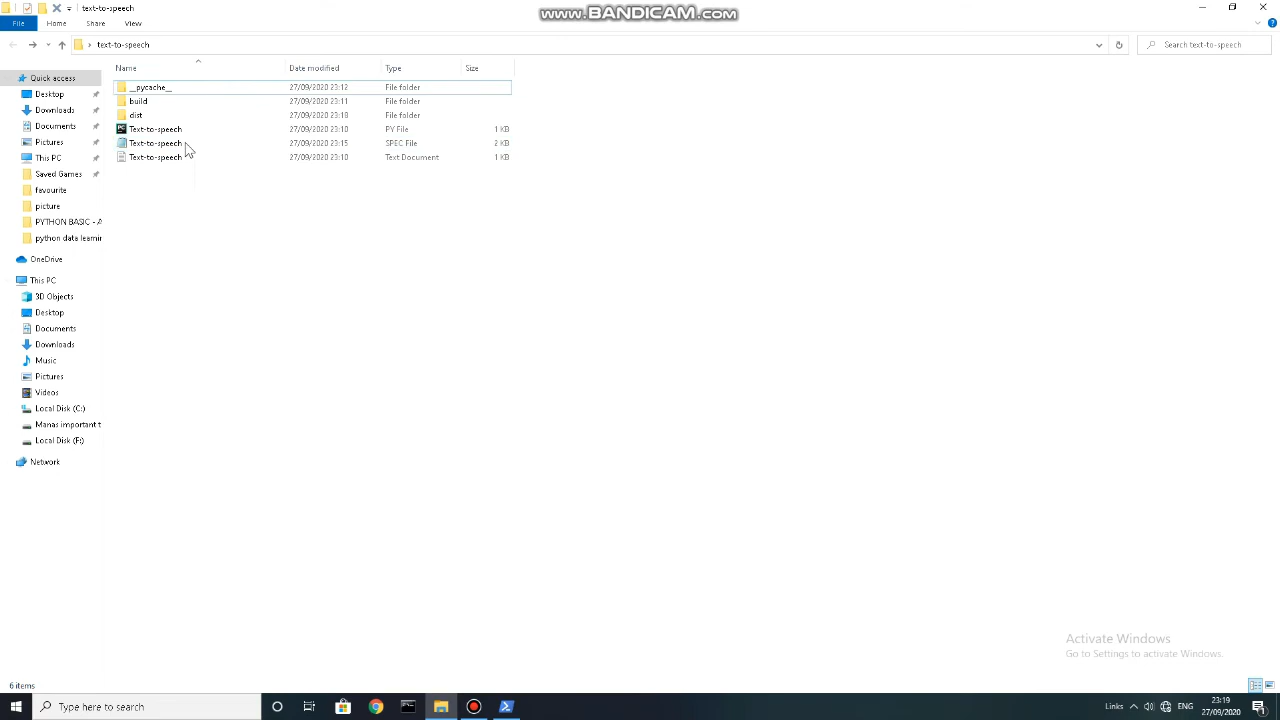 text-to-speech
www.BANDICAM.com
File
Home
Share
View
text-to-speech
Search text-to-speech
Name
Date modified
Type
Size
__pycache__
27/09/2020 23:12
File folder
build
27/09/2020 23:11
File folder
dist
27/09/2020 23:18
File folder
Text-to-speech
27/09/2020 23:10
PY File
1 KB
Text-to-speech
27/09/2020 23:15
SPEC File
2 KB
Text-to-speech
27/09/2020 23:10
Text Document
1 KB
Quick access
Desktop
Downloads
Documents
Pictures
This PC
Saved Games
favourite
picture
PYTHON BASIC - A
python data learnin
OneDrive
This PC
3D Objects
Desktop
Documents
Downloads
Music
Pictures
Videos
Local Disk (C:)
Manas important t
Local Disk (F:)
Network
Activate Windows
Go to Settings to activate Windows.
6 items
Type here to search
Links
ENG
23:19
27/09/2020